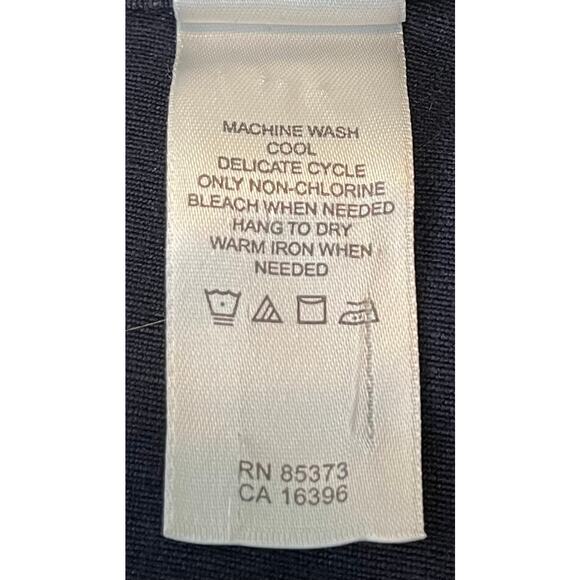 MACHINE WASH
COOL
DELICATE CYCLE
ONLY NON-CHLORINE
BLEACH WHEN NEEDED
HANG TO DRY
WARM IRON WHEN
NEEDED
RN 85373
CA 16396